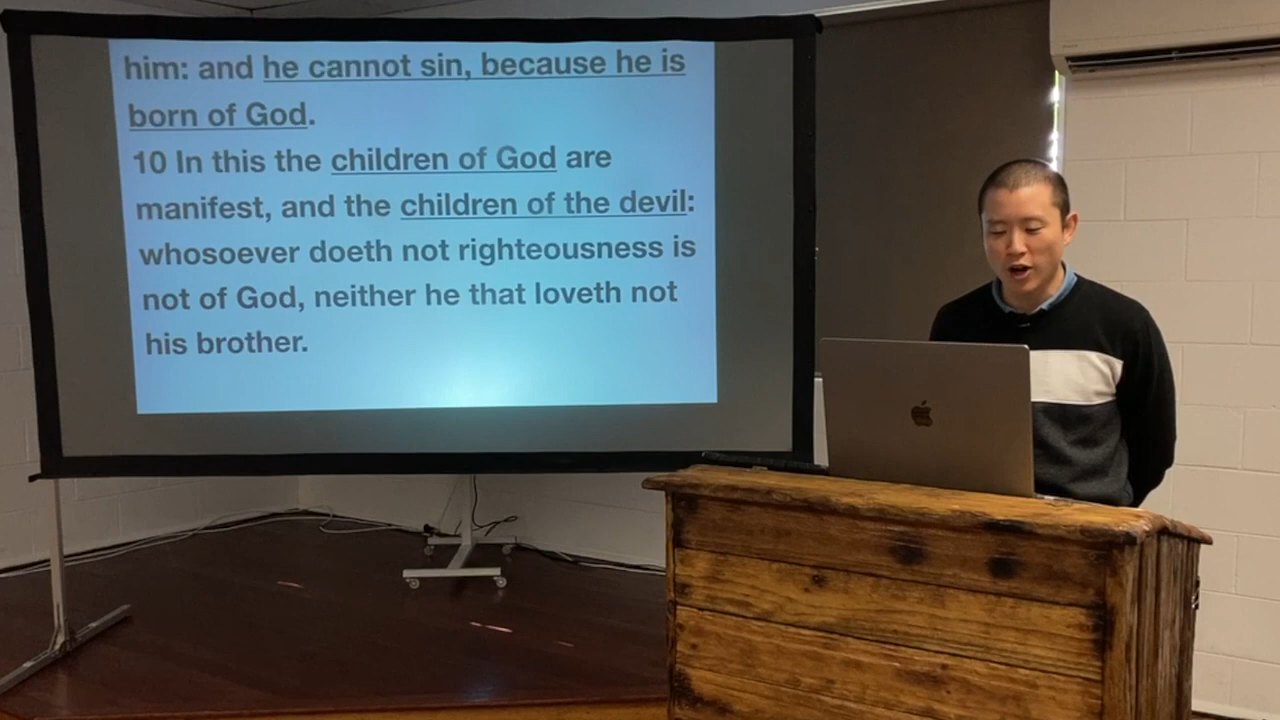 him: and he cannot sin, because he is
born of God.
10 In this the children of God are
manifest, and the children of the devil:
whosoever doeth not righteousness is
not of God, neither he that loveth not
his brother.